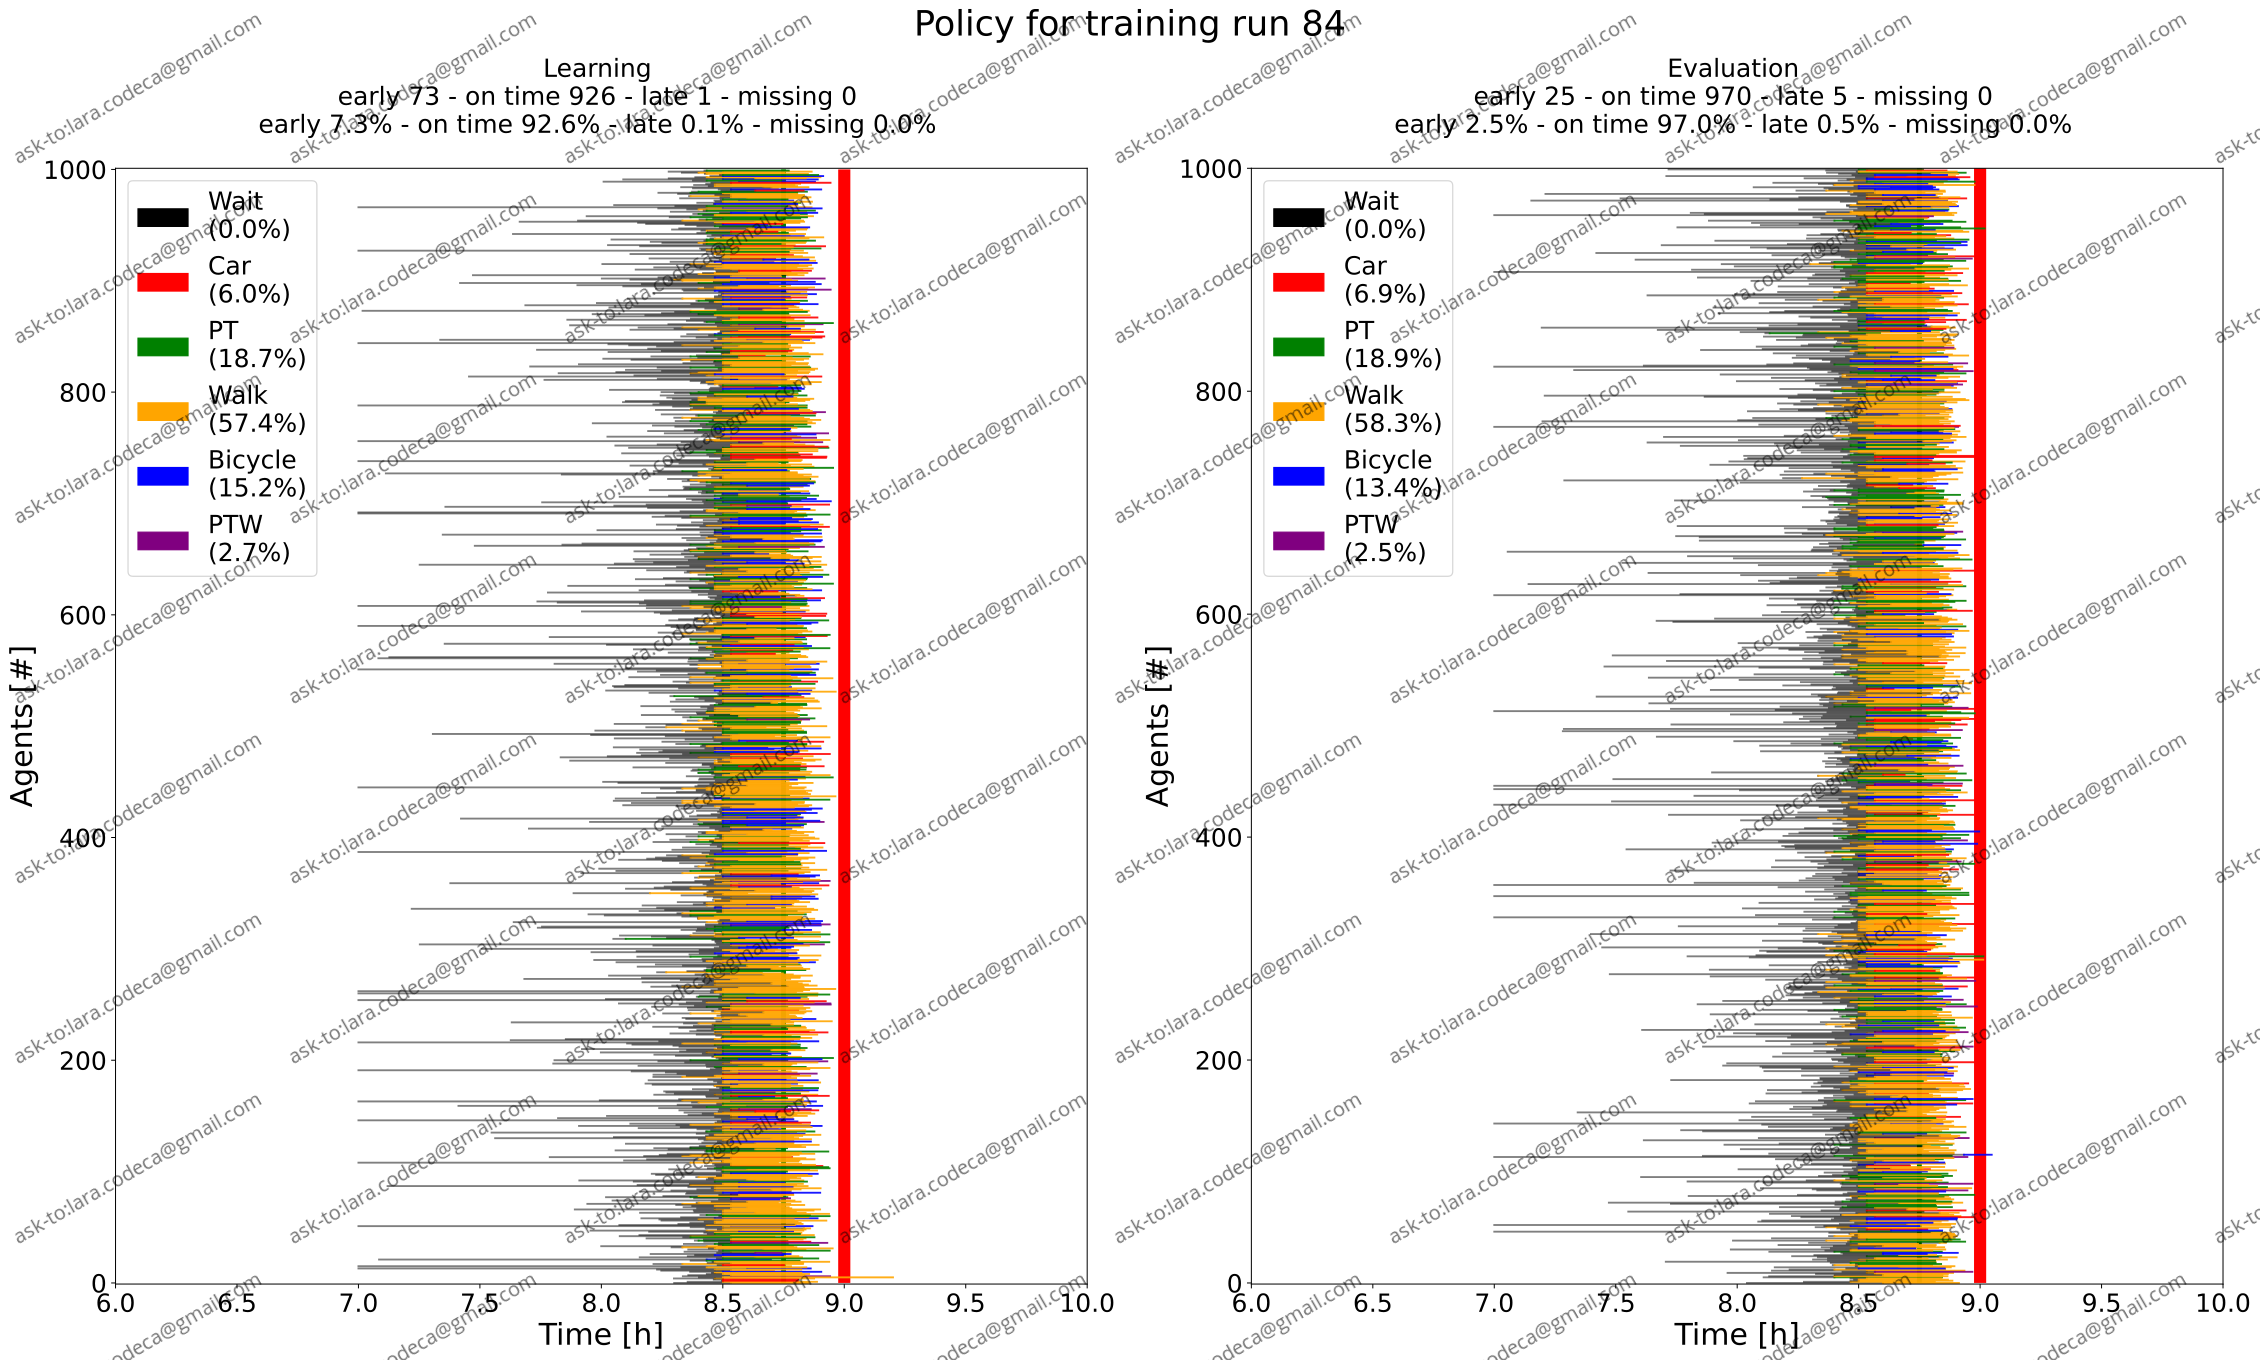 Policy for training run 84
Learning
early 73 - on time 926 - late 1 - missing 0
early 7.3% - on time 92.6% - late 0.1% - missing 0.0%
1000
800
600
400
200
0
Agents [#]
Wait
(0.0%)
Car
(6.0%)
PT
(18.7%)
Walk
(57.4%)
Bicycle
(15.2%)
PTW
(2.7%)
6.0 6.5 7.0 7.5 8.0 8.5 9.0 9.5 10.0
Time [h]
Evaluation
early 25 - on time 970 - late 5 - missing 0
early 2.5% - on time 97.0% - late 0.5% - missing 0.0%
1000
800
600
400
200
0
Agents [#]
Wait
(0.0%)
Car
(6.9%)
PT
(18.9%)
Walk
(58.3%)
Bicycle
(13.4%)
PTW
(2.5%)
6.0 6.5 7.0 7.5 8.0 8.5 9.0 9.5 10.0
Time [h]
ask-to:lara.codeca@gmail.com